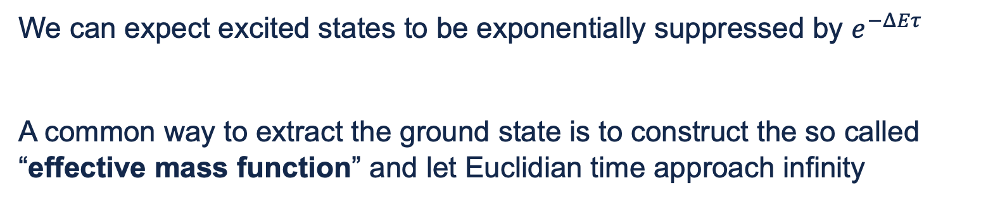 We can expect excited states to be exponentially suppressed by e^{−ΔEτ}
A common way to extract the ground state is to construct the so called
“effective mass function” and let Euclidian time approach infinity